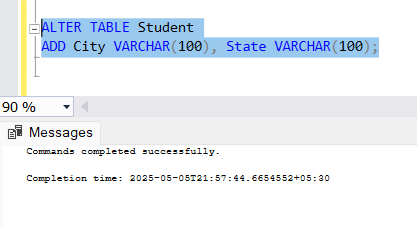 ALTER TABLE Student
ADD City VARCHAR(100), State VARCHAR(100);
90 %
Messages
Commands completed successfully.
Completion time: 2025-05-05T21:57:44.6654552+05:30